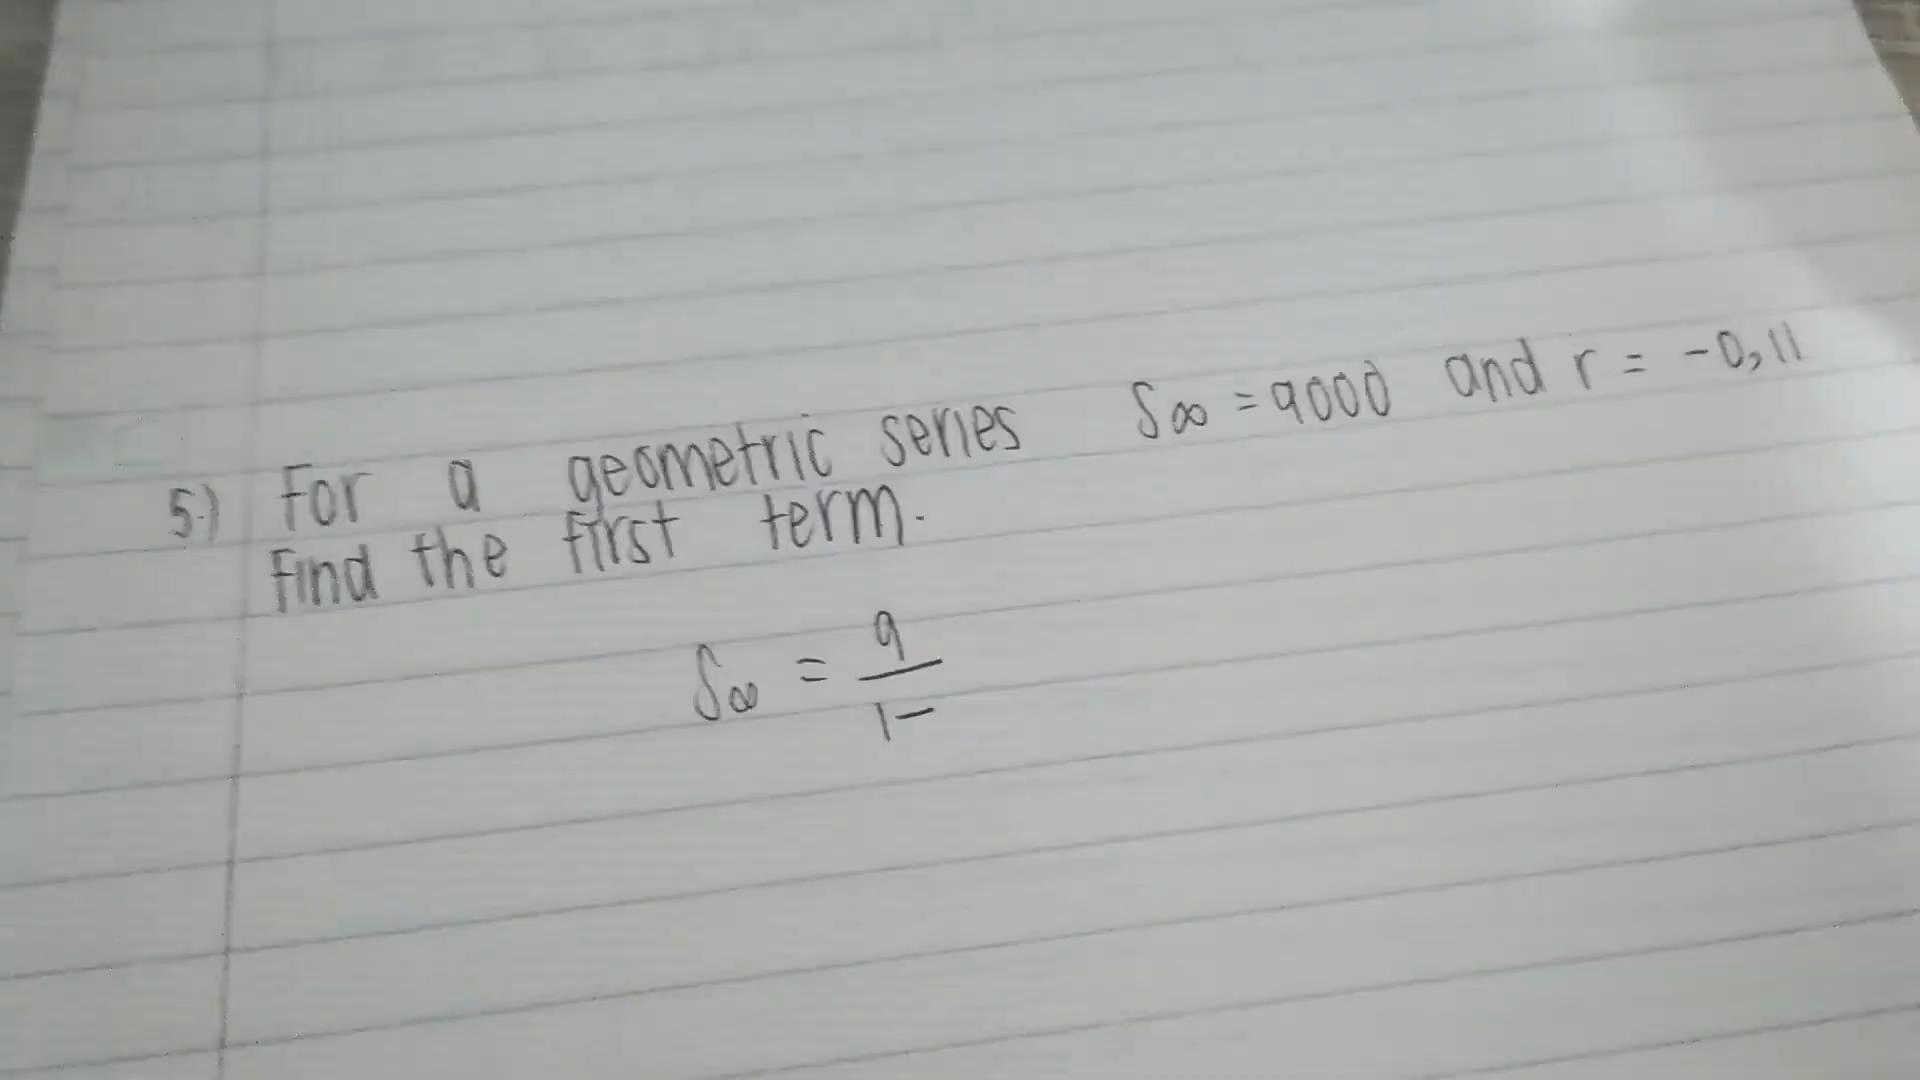 5.) For a geometric series S∞ = 9000 and r = -0,11
Find the first term.
S∞ = a
1-